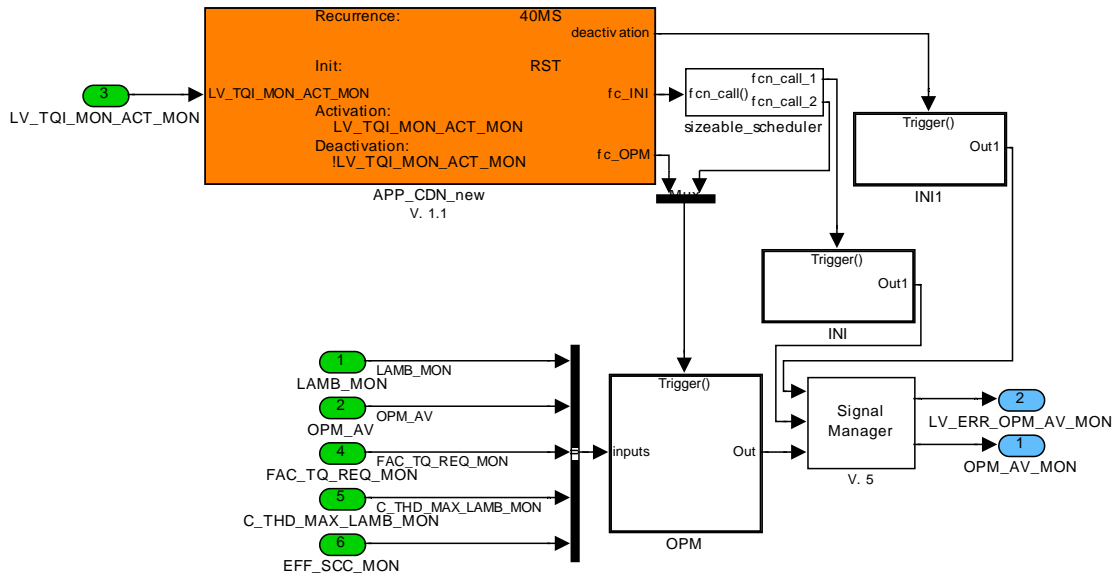 Recurrence: 40MS
deactivation
Init: RST
3
LV_TQI_MON_ACT_MON
LV_TQI_MON_ACT_MON
fc_INI
Activation:
LV_TQI_MON_ACT_MON
Deactivation:
!LV_TQI_MON_ACT_MON
fc_OPM
APP_CDN_new
V. 1.1
fcn_call()
fcn_call_1
fcn_call_2
sizeable_scheduler
Mux
Trigger()
Out1
INI1
Trigger()
Out1
INI
1
LAMB_MON
LAMB_MON
2
OPM_AV
OPM_AV
4
FAC_TQ_REQ_MON
FAC_TQ_REQ_MON
5
C_THD_MAX_LAMB_MON
C_THD_MAX_LAMB_MON
6
EFF_SCC_MON
Trigger()
inputs
Out
OPM
Signal
Manager
V. 5
2
LV_ERR_OPM_AV_MON
1
OPM_AV_MON